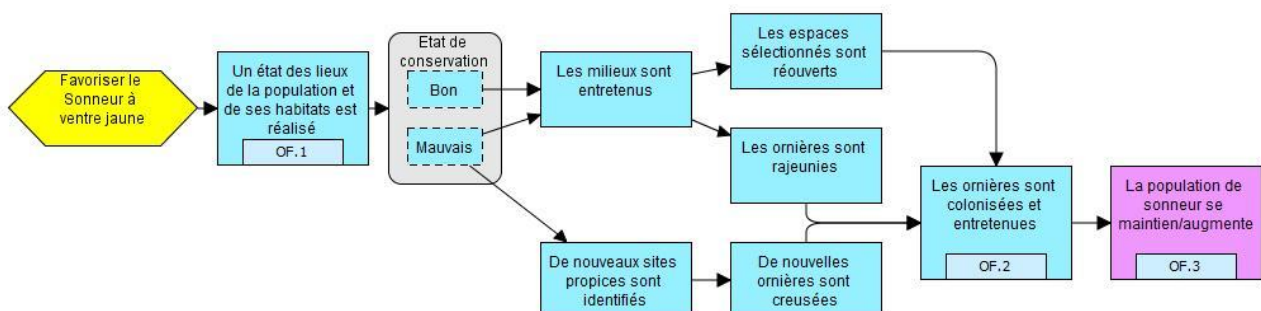 Favoriser le
Sonneur à
ventre jaune
Un état des lieux
de la population et
de ses habitats est
réalisé
OF.1
Etat de
conservation
Bon
Mauvais
Les milieux sont
entretenus
De nouveaux sites
propices sont
identifiés
Les espaces
sélectionnés sont
réouverts
Les ornières sont
rajeunies
De nouvelles
ornières sont
creusées
Les ornières sont
colonisées et
entretenues
OF.2
La population de
sonneur se
maintien/augmente
OF.3